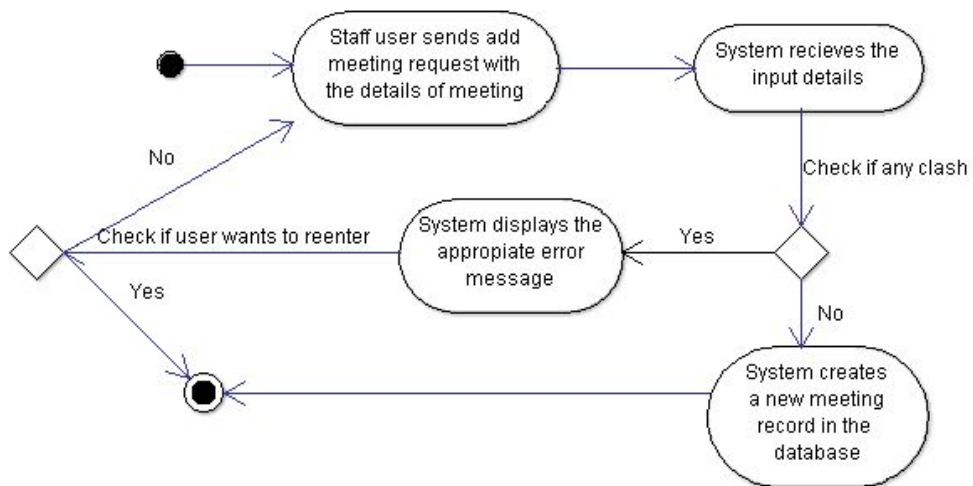 Staff user sends add
meeting request with
the details of meeting
System recieves the
input details
No
Check if any clash
Check if user wants to reenter
System displays the
appropiate error
message
Yes
Yes
No
System creates
a new meeting
record in the
database